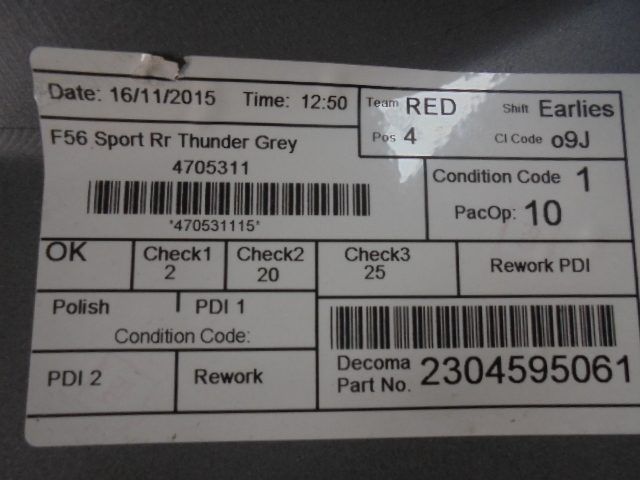 Date: 16/11/2015 Time: 12:50 Team RED Shift Earlies
Pos 4 CI Code o9J
F56 Sport Rr Thunder Grey
4705311
*470531115*
Condition Code 1
PacOp: 10
OK Check1 2 Check2 20 Check3 25 Rework PDI
Polish PDI 1
Condition Code:
PDI 2 Rework
Decoma Part No. 2304595061